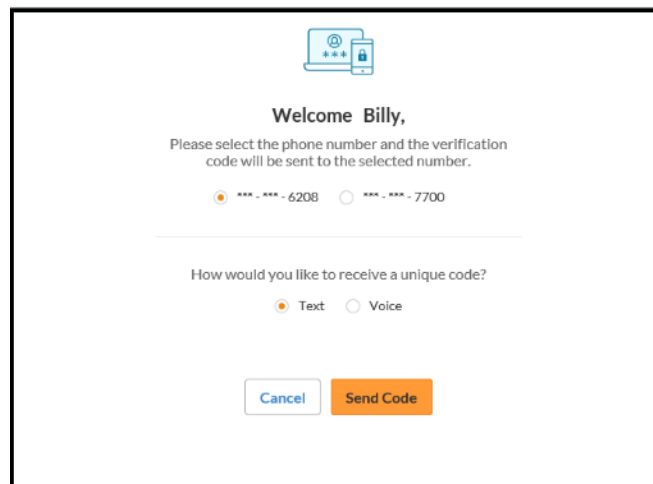 ***
Welcome Billy,
Please select the phone number and the verification
code will be sent to the selected number.
*** - *** - 6208 *** - *** - 7700
How would you like to receive a unique code?
Text Voice
Cancel Send Code